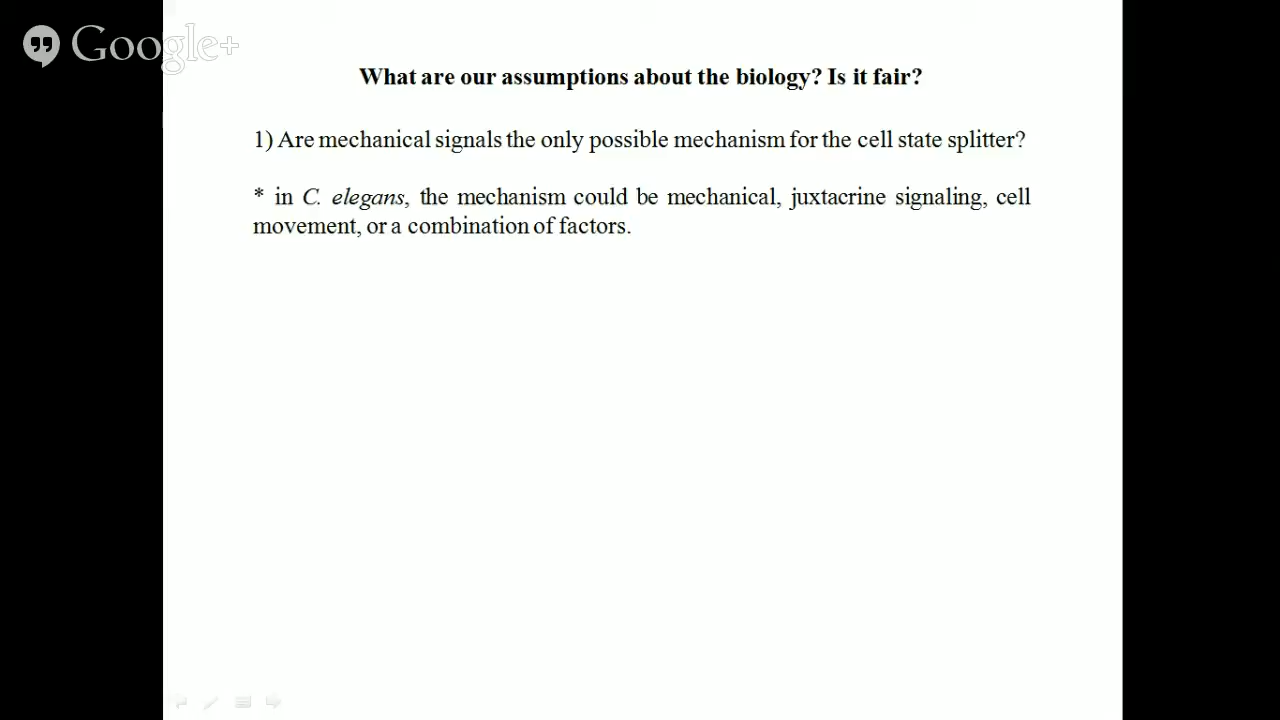 Google+
What are our assumptions about the biology? Is it fair?
1) Are mechanical signals the only possible mechanism for the cell state splitter?
* in C. elegans, the mechanism could be mechanical, juxtacrine signaling, cell
movement, or a combination of factors.